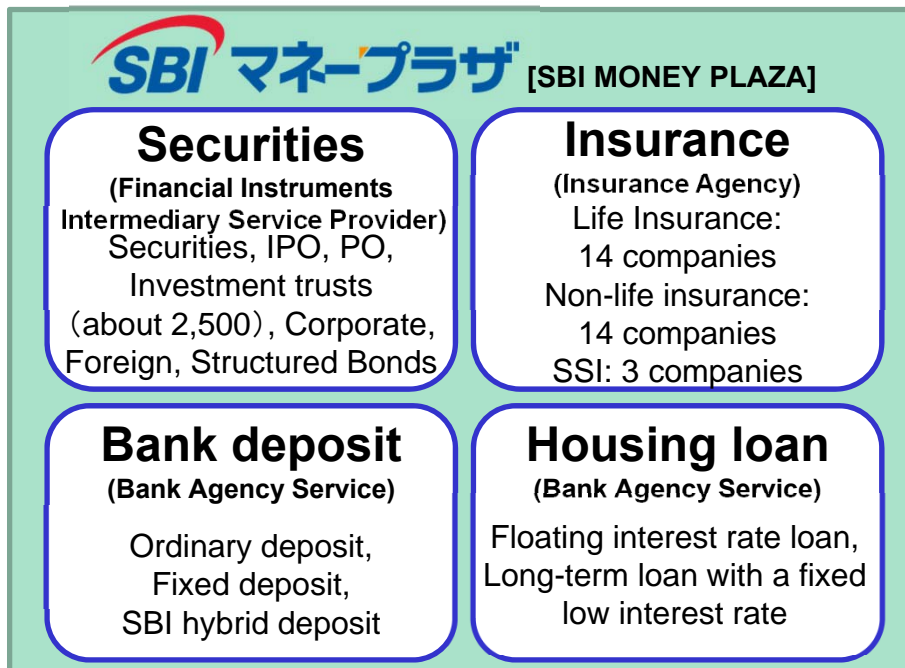 SBI マネープラザ [SBI MONEY PLAZA]
Securities
(Financial Instruments
Intermediary Service Provider)
Securities, IPO, PO,
Investment trusts
（about 2,500）, Corporate,
Foreign, Structured Bonds
Insurance
(Insurance Agency)
Life Insurance:
14 companies
Non-life insurance:
14 companies
SSI: 3 companies
Bank deposit
(Bank Agency Service)
Ordinary deposit,
Fixed deposit,
SBI hybrid deposit
Housing loan
(Bank Agency Service)
Floating interest rate loan,
Long-term loan with a fixed
low interest rate